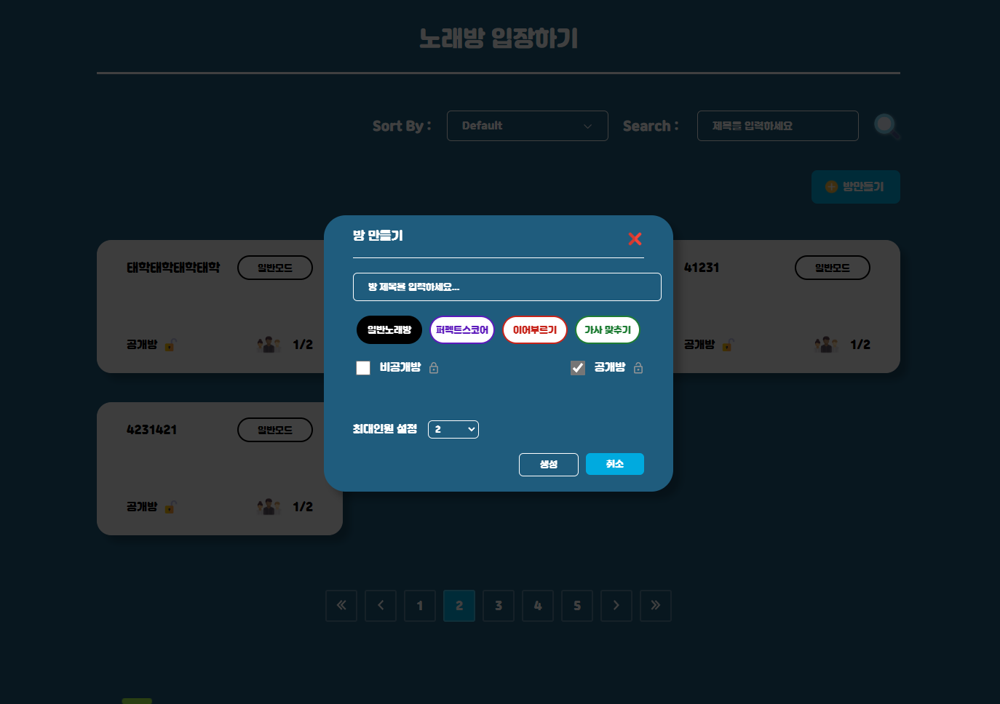 노래방 입장하기
Sort By :
Default
Search :
제목을 입력하세요
방만들기
방 만들기
방 제목을 입력하세요...
일반노래방
퍼펙트스코어
이어부르기
가사 맞추기
비공개방
공개방
최대인원 설정
2
생성
취소
태학태학태학태학
일반모드
공개방
1/2
41231
일반모드
공개방
1/2
4231421
일반모드
공개방
1/2
« ‹ 1 2 3 4 5 › »